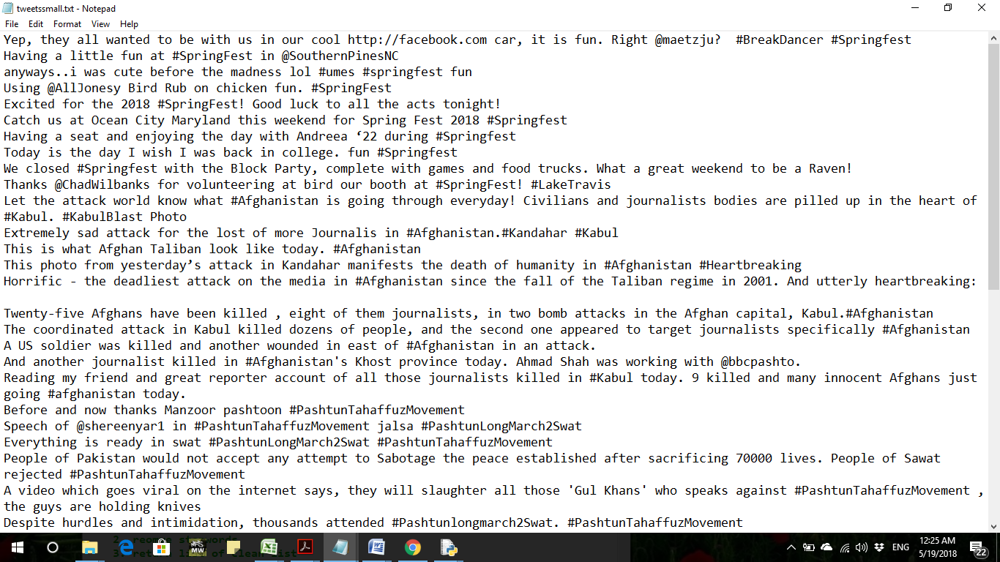 tweetssmall.txt - Notepad
File Edit Format View Help
Yep, they all wanted to be with us in our cool http://facebook.com car, it is fun. Right @maetzju?  #BreakDancer #Springfest
Having a little fun at #SpringFest in @SouthernPinesNC
anyways..i was cute before the madness lol #umes #springfest fun
Using @AllJonesy Bird Rub on chicken fun. #SpringFest
Excited for the 2018 #SpringFest! Good luck to all the acts tonight!
Catch us at Ocean City Maryland this weekend for Spring Fest 2018 #Springfest
Having a seat and enjoying the day with Andreea ‘22 during #Springfest
Today is the day I wish I was back in college. fun #Springfest
We closed #Springfest with the Block Party, complete with games and food trucks. What a great weekend to be a Raven!
Thanks @ChadWilbanks for volunteering at bird our booth at #SpringFest! #LakeTravis
Let the attack world know what #Afghanistan is going through everyday! Civilians and journalists bodies are pilled up in the heart of
#Kabul. #KabulBlast Photo
Extremely sad attack for the lost of more Journalis in #Afghanistan.#Kandahar #Kabul
This is what Afghan Taliban look like today. #Afghanistan
This photo from yesterday’s attack in Kandahar manifests the death of humanity in #Afghanistan #Heartbreaking
Horrific - the deadliest attack on the media in #Afghanistan since the fall of the Taliban regime in 2001. And utterly heartbreaking:
Twenty-five Afghans have been killed , eight of them journalists, in two bomb attacks in the Afghan capital, Kabul.#Afghanistan
The coordinated attack in Kabul killed dozens of people, and the second one appeared to target journalists specifically #Afghanistan
A US soldier was killed and another wounded in east of #Afghanistan in an attack.
And another journalist killed in #Afghanistan's Khost province today. Ahmad Shah was working with @bbcpashto.
Reading my friend and great reporter account of all those journalists killed in #Kabul today. 9 killed and many innocent Afghans just
going #afghanistan today.
Before and now thanks Manzoor pashtoon #PashtunTahaffuzMovement
Speech of @shereenyar1 in #PashtunTahaffuzMovement jalsa #PashtunLongMarch2Swat
Everything is ready in swat #PashtunLongMarch2Swat #PashtunTahaffuzMovement
People of Pakistan would not accept any attempt to Sabotage the peace established after sacrificing 70000 lives. People of Sawat
rejected #PashtunTahaffuzMovement
A video which goes viral on the internet says, they will slaughter all those 'Gul Khans' who speaks against #PashtunTahaffuzMovement ,
the guys are holding knives
Despite hurdles and intimidation, thousands attended #Pashtunlongmarch2Swat. #PashtunTahaffuzMovement
ENG
12:25 AM
5/19/2018
22